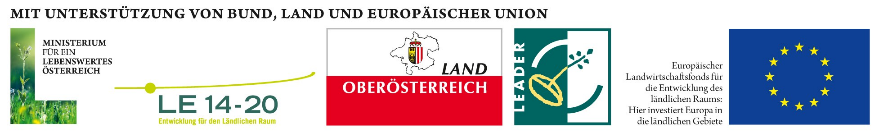 MIT UNTERSTÜTZUNG VON BUND, LAND UND EUROPÄISCHER UNION
MINISTERIUM
FÜR EIN
LEBENSWERTES
ÖSTERREICH
LE 14-20
Entwicklung für den Ländlichen Raum
LAND
OBERÖSTERREICH
LEADER
Europäischer
Landwirtschaftsfonds für
die Entwicklung des
ländlichen Raums:
Hier investiert Europa in
die ländlichen Gebiete